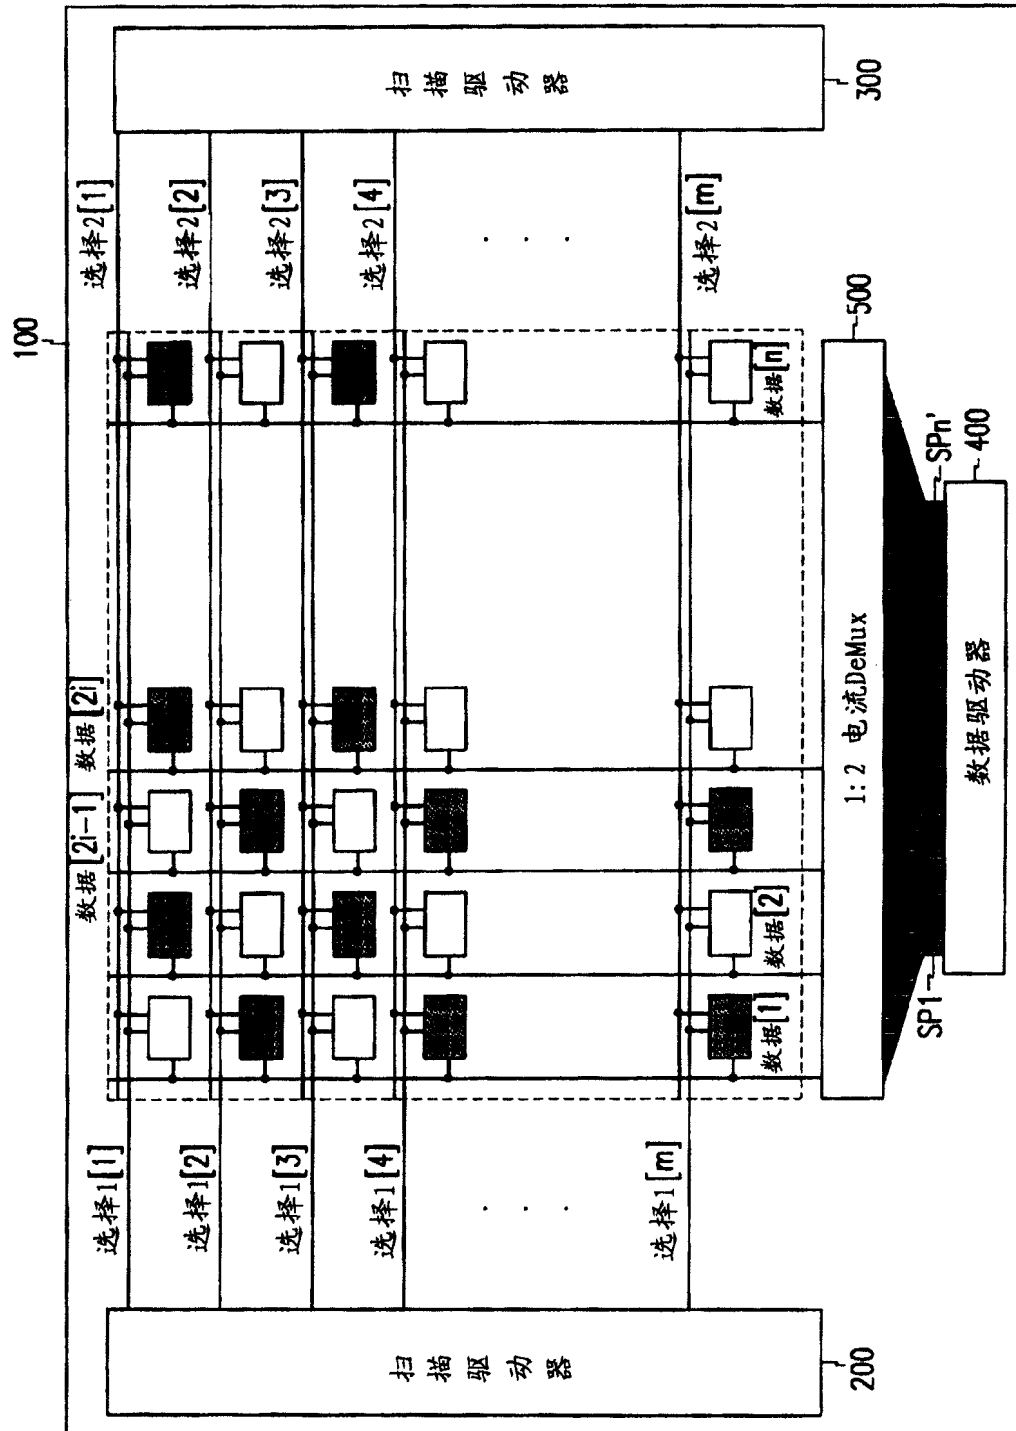 100
扫描驱动器
200
扫描驱动器
300
选择1[1]
选择1[2]
选择1[3]
选择1[4]
. . .
选择1[m]
选择2[1]
选择2[2]
选择2[3]
选择2[4]
. . .
选择2[m]
数据[2i-1]
数据[2i]
数据[1]
数据[2]
数据[n]
1:2 电流DeMux
500
SP1
SPn'
数据驱动器
400